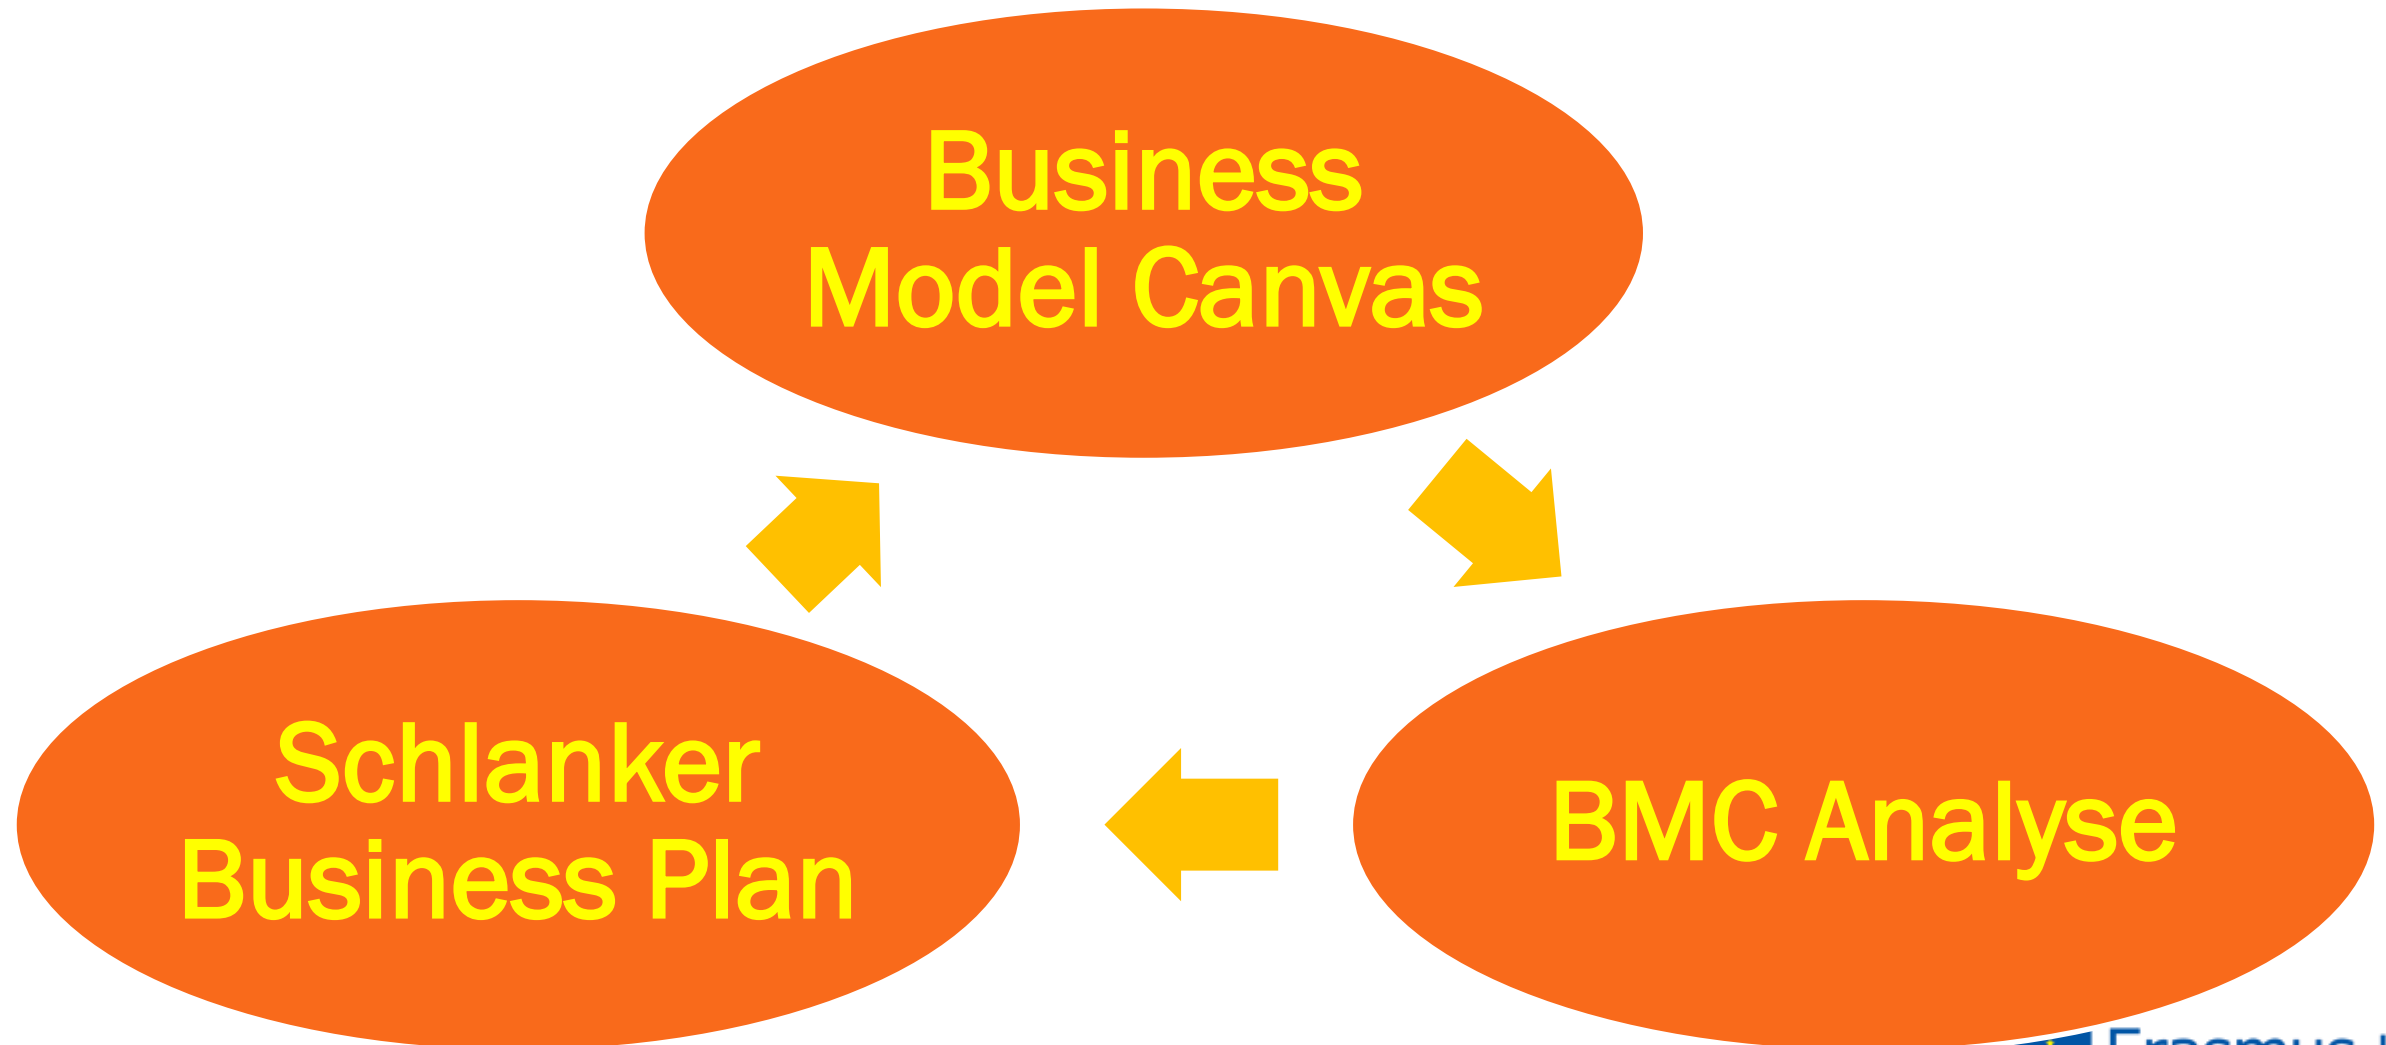 Business
Model Canvas
Schlanker
Business Plan
BMC Analyse